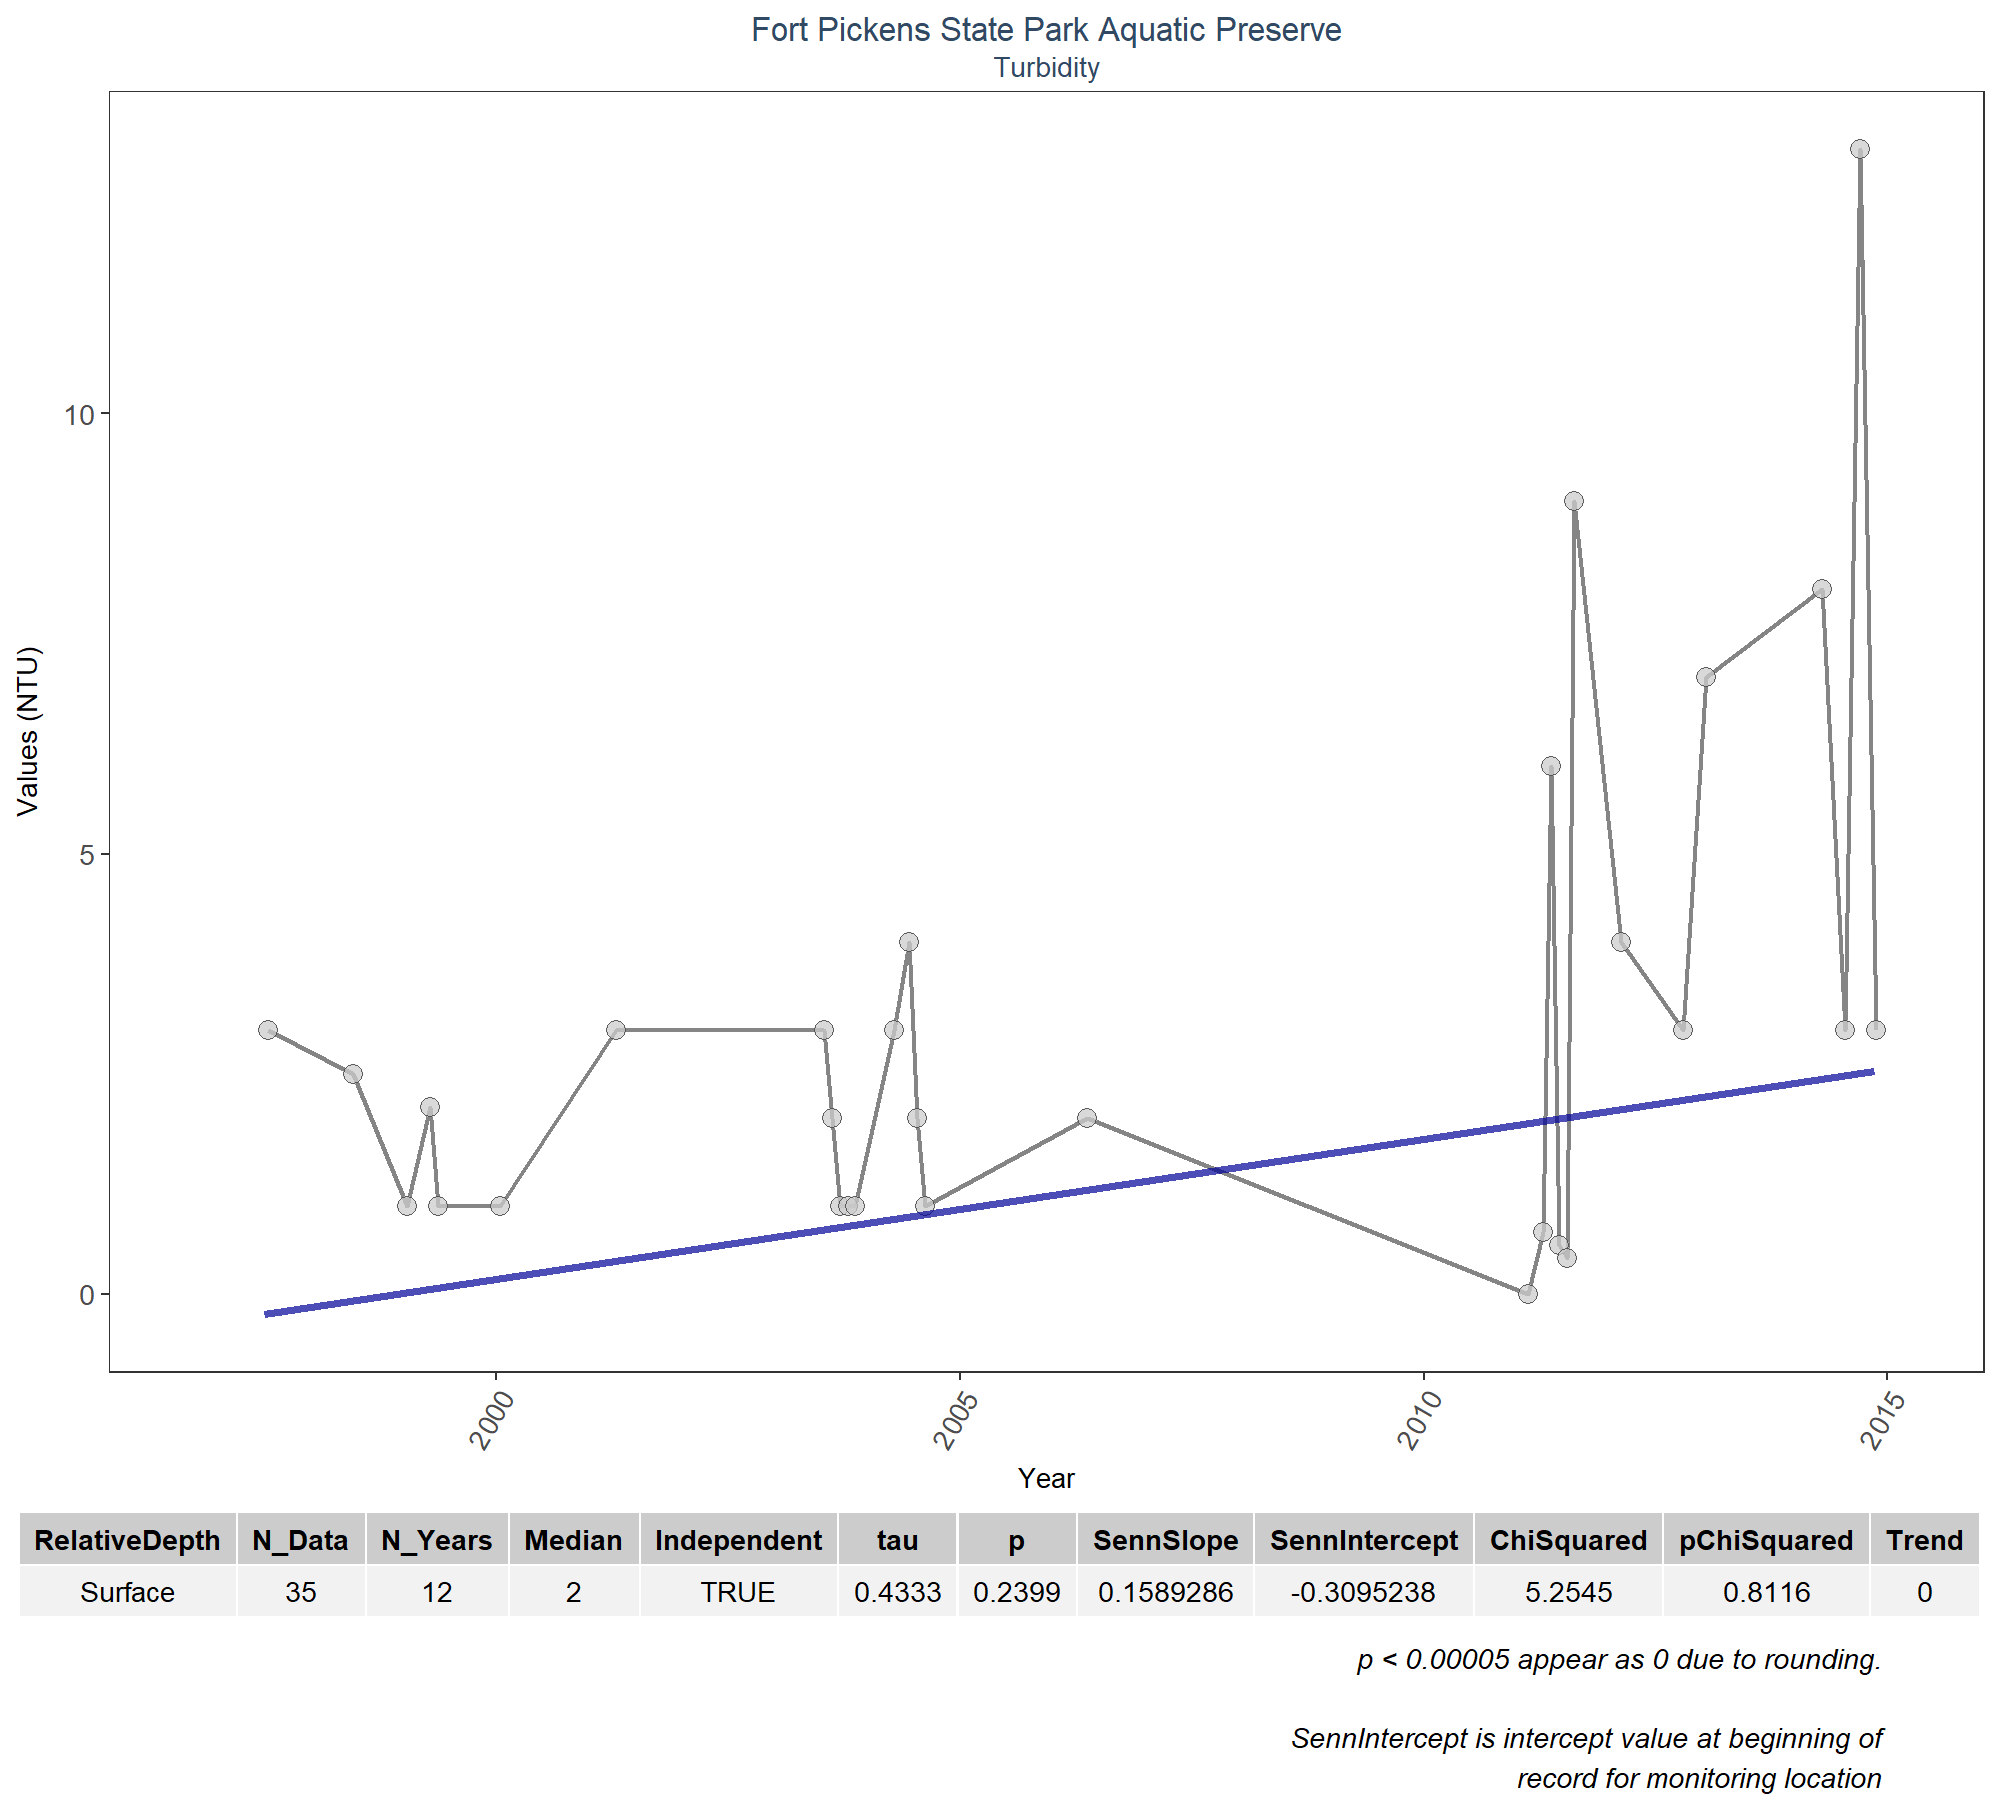 Fort Pickens State Park Aquatic Preserve
Turbidity
Values (NTU)
10
5
0
2000 2005 2010 2015
Year
RelativeDepth N_Data N_Years Median Independent tau p SennSlope SennIntercept ChiSquared pChiSquared Trend
Surface 35 12 2 TRUE 0.4333 0.2399 0.1589286 -0.3095238 5.2545 0.8116 0
p < 0.00005 appear as 0 due to rounding.
SennIntercept is intercept value at beginning of
record for monitoring location